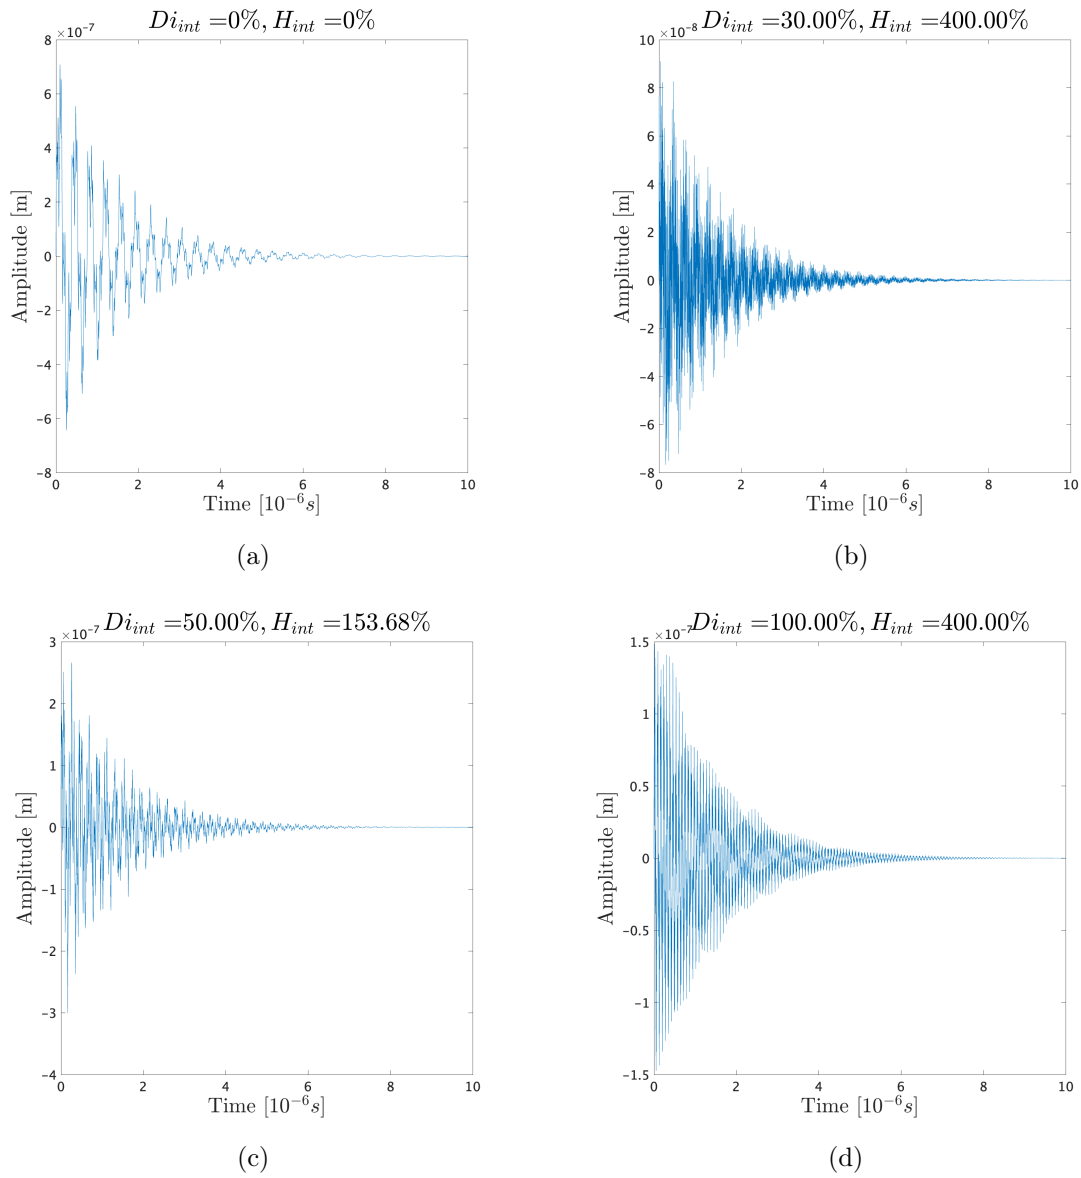 Di_int =0%, H_int =0%
×10⁻⁷
8
6
4
2
0
−2
−4
−6
−8
Amplitude [m]
0 2 4 6 8 10
Time [10⁻⁶s]
(a)
Di_int =30.00%, H_int =400.00%
×10⁻⁸
10
8
6
4
2
0
−2
−4
−6
−8
Amplitude [m]
0 2 4 6 8 10
Time [10⁻⁶s]
(b)
Di_int =50.00%, H_int =153.68%
×10⁻⁷
3
2
1
0
−1
−2
−3
−4
Amplitude [m]
0 2 4 6 8 10
Time [10⁻⁶s]
(c)
Di_int =100.00%, H_int =400.00%
×10⁻⁷
1.5
1
0.5
0
−0.5
−1
−1.5
Amplitude [m]
0 2 4 6 8 10
Time [10⁻⁶s]
(d)